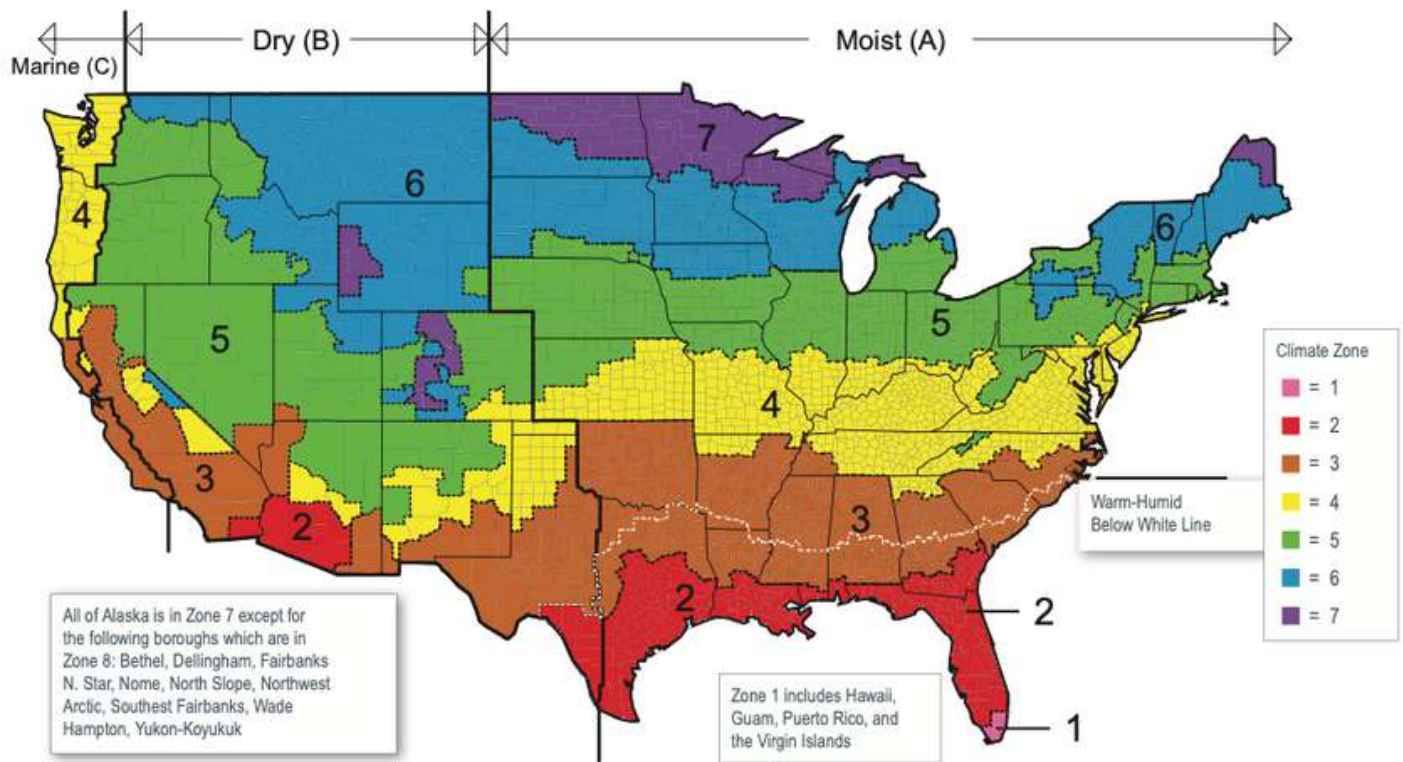 Dry (B)
Moist (A)
Marine (C)
7
6
4
6
5
5
4
3
3
2
2
2
1
Climate Zone
= 1
= 2
= 3
= 4
= 5
= 6
= 7
Warm-Humid
Below White Line
All of Alaska is in Zone 7 except for
the following boroughs which are in
Zone 8: Bethel, Dellingham, Fairbanks
N. Star, Nome, North Slope, Northwest
Arctic, Southest Fairbanks, Wade
Hampton, Yukon-Koyukuk
Zone 1 includes Hawaii,
Guam, Puerto Rico, and
the Virgin Islands